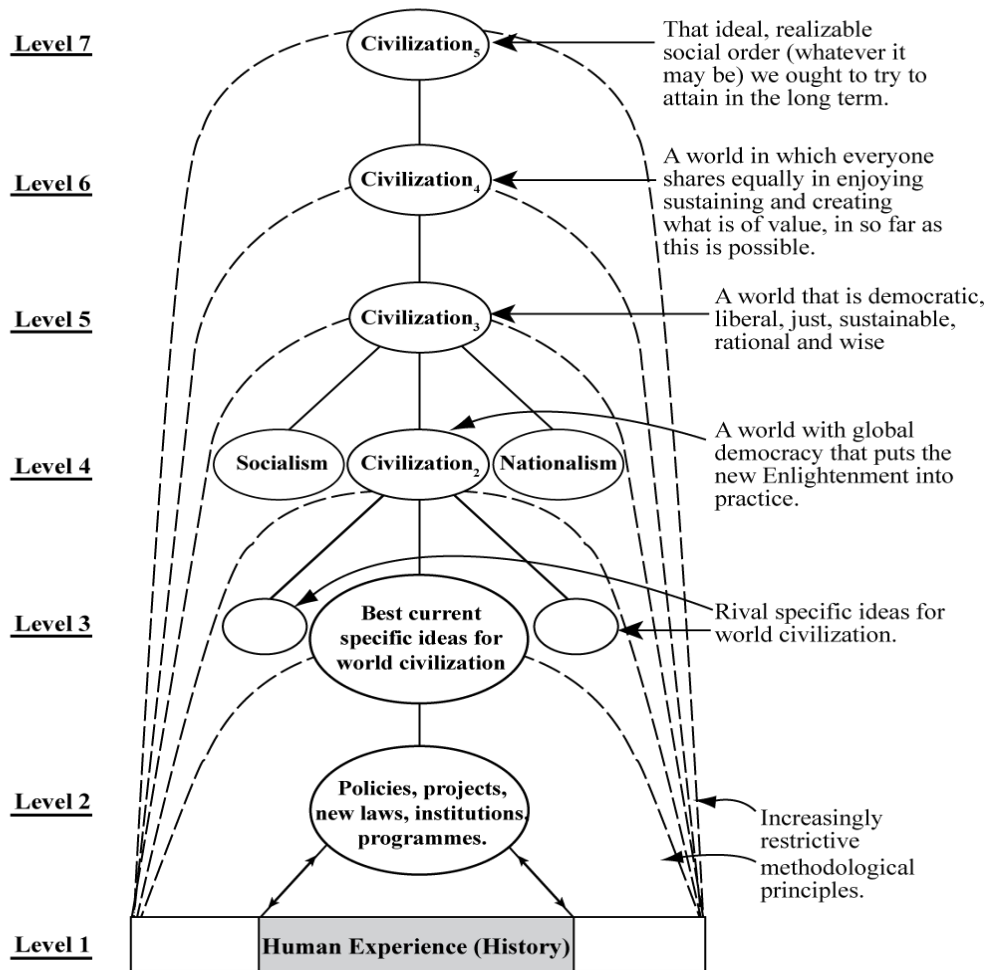 Level 7
Civilization₅
That ideal, realizable
social order (whatever it
may be) we ought to try to
attain in the long term.
Level 6
Civilization₄
A world in which everyone
shares equally in enjoying
sustaining and creating
what is of value, in so far as
this is possible.
Level 5
Civilization₃
A world that is democratic,
liberal, just, sustainable,
rational and wise
Level 4
Socialism
Civilization₂
Nationalism
A world with global
democracy that puts the
new Enlightenment into
practice.
Level 3
Best current
specific ideas for
world civilization
Rival specific ideas for
world civilization.
Level 2
Policies, projects,
new laws, institutions,
programmes.
Increasingly
restrictive
methodological
principles.
Level 1
Human Experience (History)